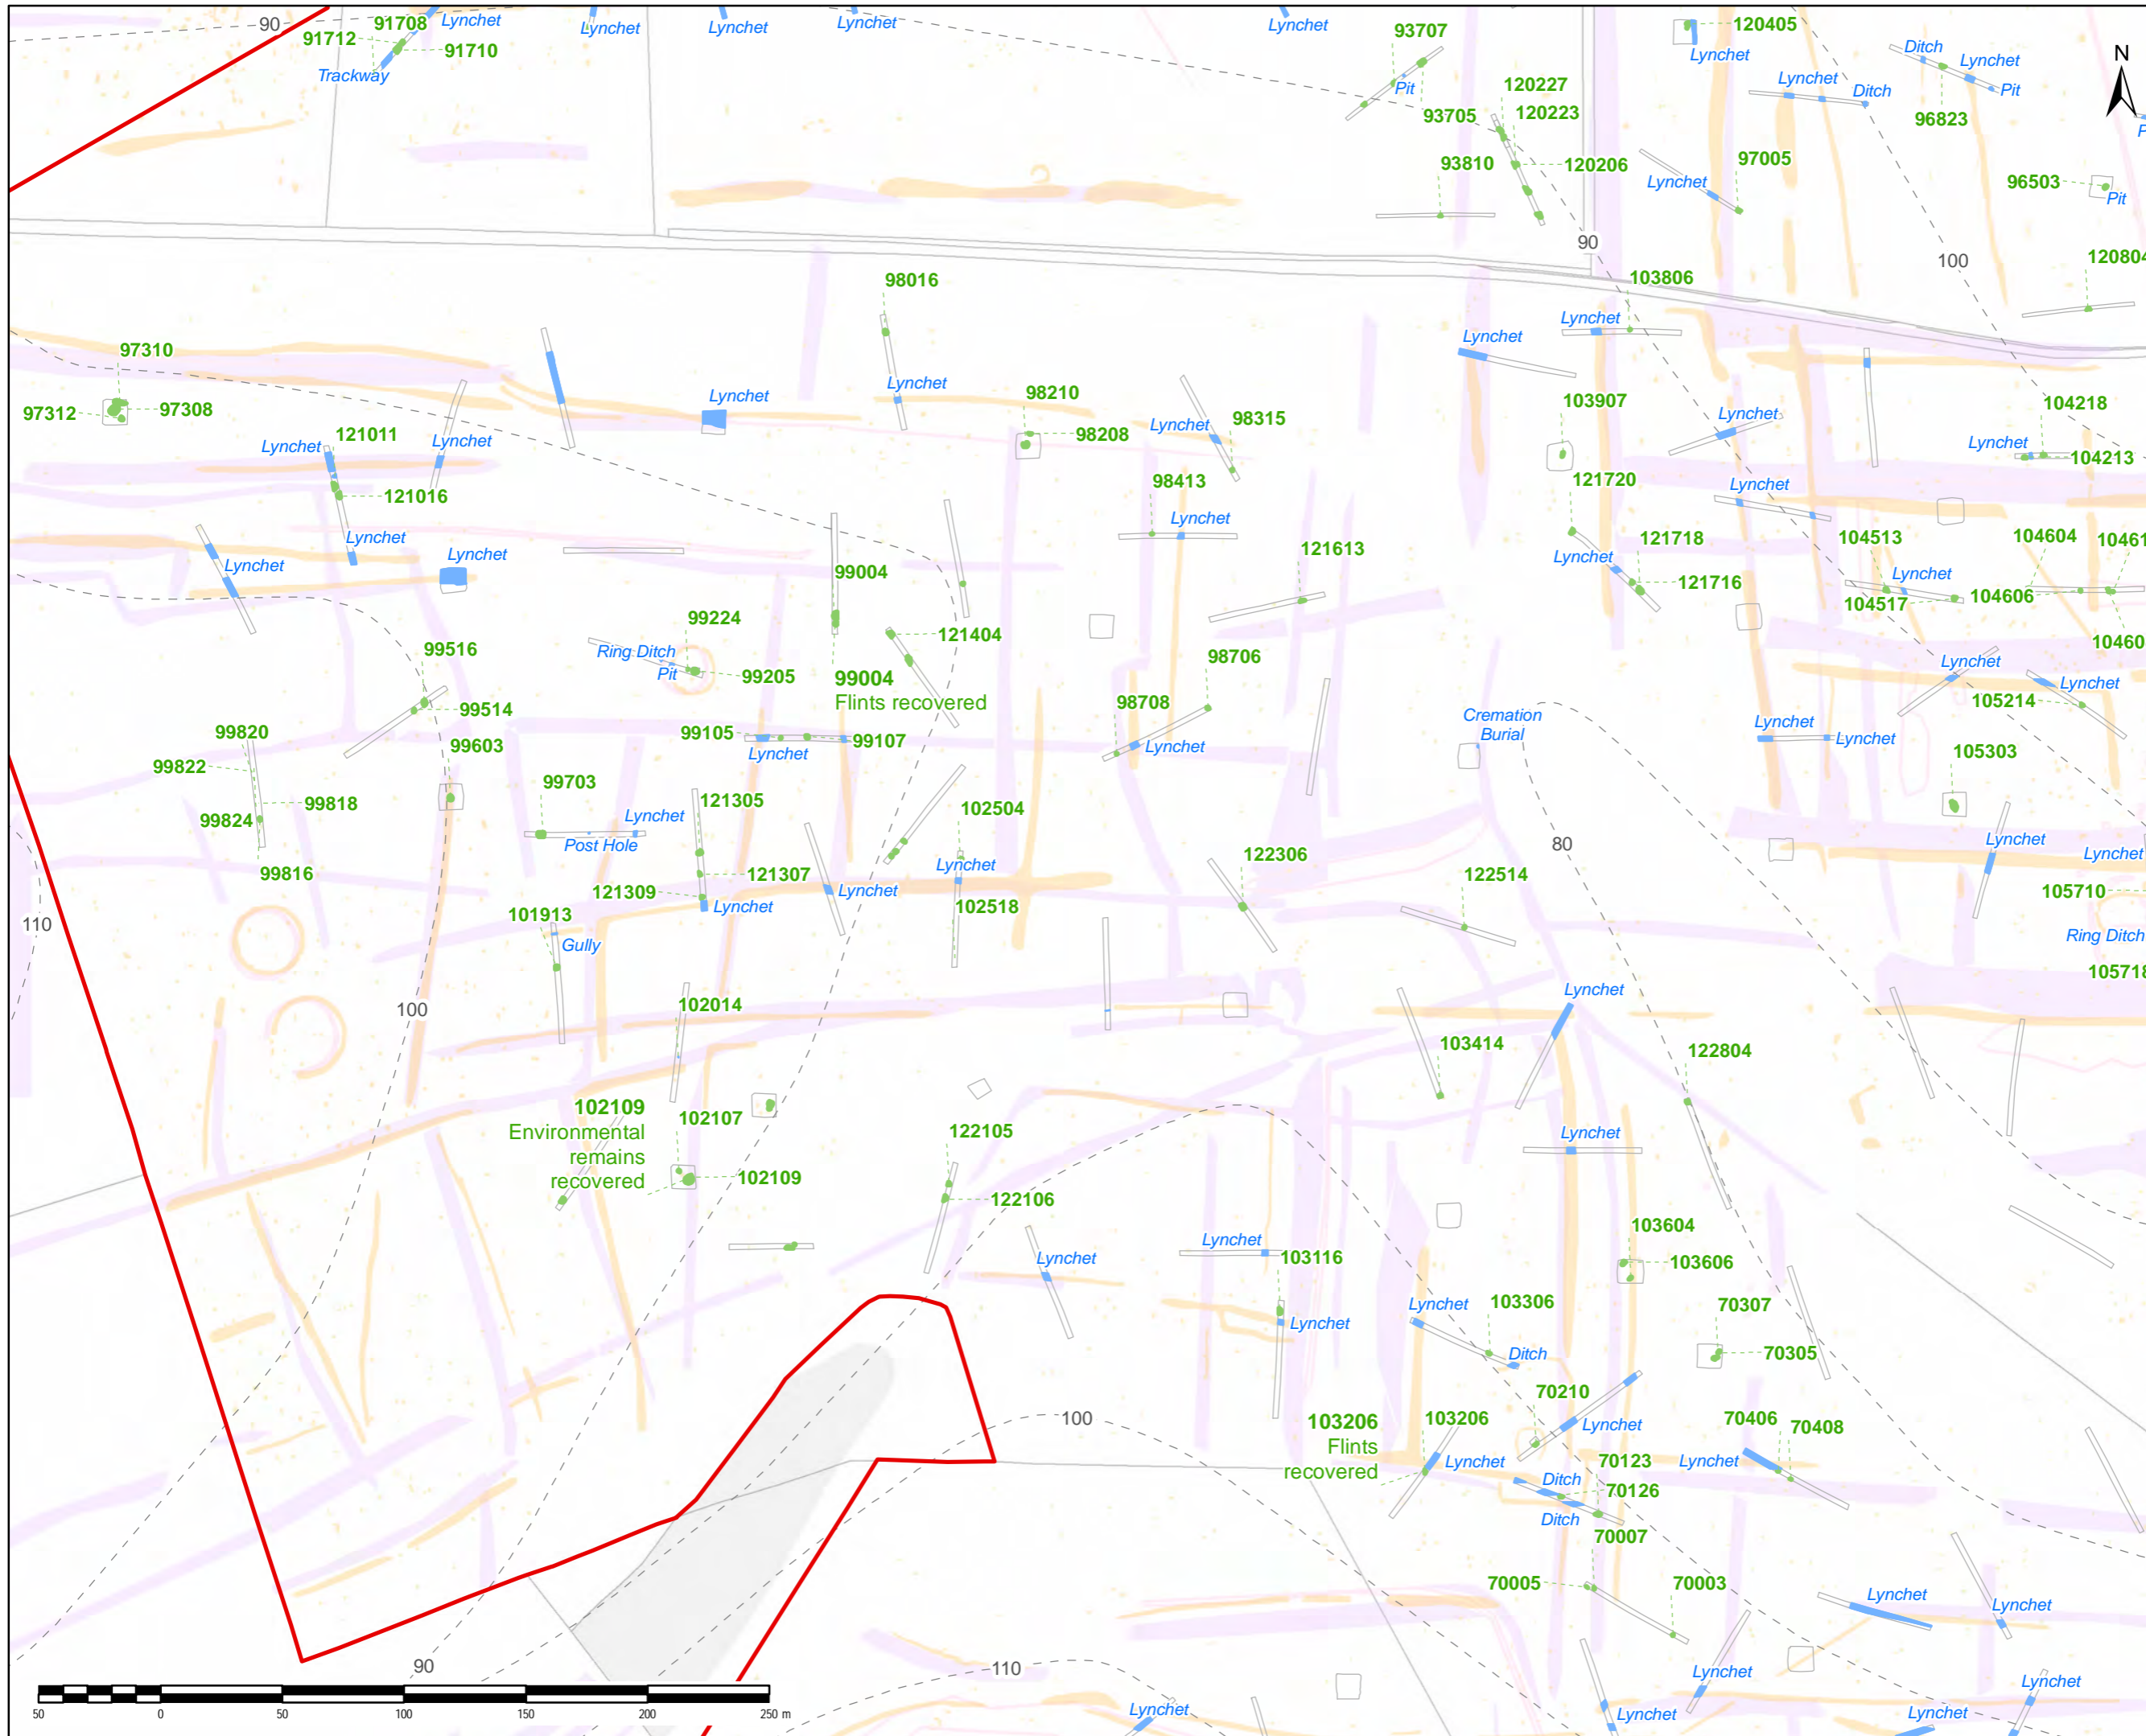 90
91708
Lynchet
91712
91710
Trackway
Lynchet
Lynchet
Lynchet
Lynchet
93707
Pit
93705
93810
120227
120223
120206
120405
Lynchet
Ditch
Lynchet
Pit
Lynchet
Ditch
96823
N
97005
Lynchet
96503
Pit
90
100
120804
103806
Lynchet
Lynchet
98016
Lynchet
97310
97312
97308
Lynchet
98210
98208
Lynchet
98315
103907
Lynchet
104218
Lynchet
104213
121011
Lynchet
Lynchet
121016
98413
Lynchet
121720
Lynchet
Lynchet
Lynchet
Lynchet
99004
121613
Lynchet
121718
121716
104513
Lynchet
104517
104604
104606
99224
Ring Ditch
Pit
99205
121404
99004
Flints recovered
99516
99514
98706
98708
Lynchet
Lynchet
Lynchet
105214
Cremation
Burial
Lynchet
Lynchet
99820
99822
99603
99105
99107
Lynchet
99818
99824
99816
99703
Lynchet
Post Hole
121305
102504
105303
121307
121309
Lynchet
Lynchet
Lynchet
102518
122306
122514
80
Lynchet
Lynchet
105710
Ring Ditch
105718
110
101913
Gully
100
102014
Lynchet
103414
122804
102109
Environmental
remains
recovered
102107
102109
122105
122106
Lynchet
103604
103606
Lynchet
Lynchet
103116
Lynchet
Lynchet
103306
Ditch
70307
70305
70210
100
103206
Flints
recovered
103206
Lynchet
Lynchet
70406
70408
Lynchet
70123
Ditch
70126
Ditch
70007
70005
70003
Lynchet
Lynchet
90
110
Lynchet
Lynchet
Lynchet
Lynchet
Lynchet
50
0
50
100
150
200
250 m